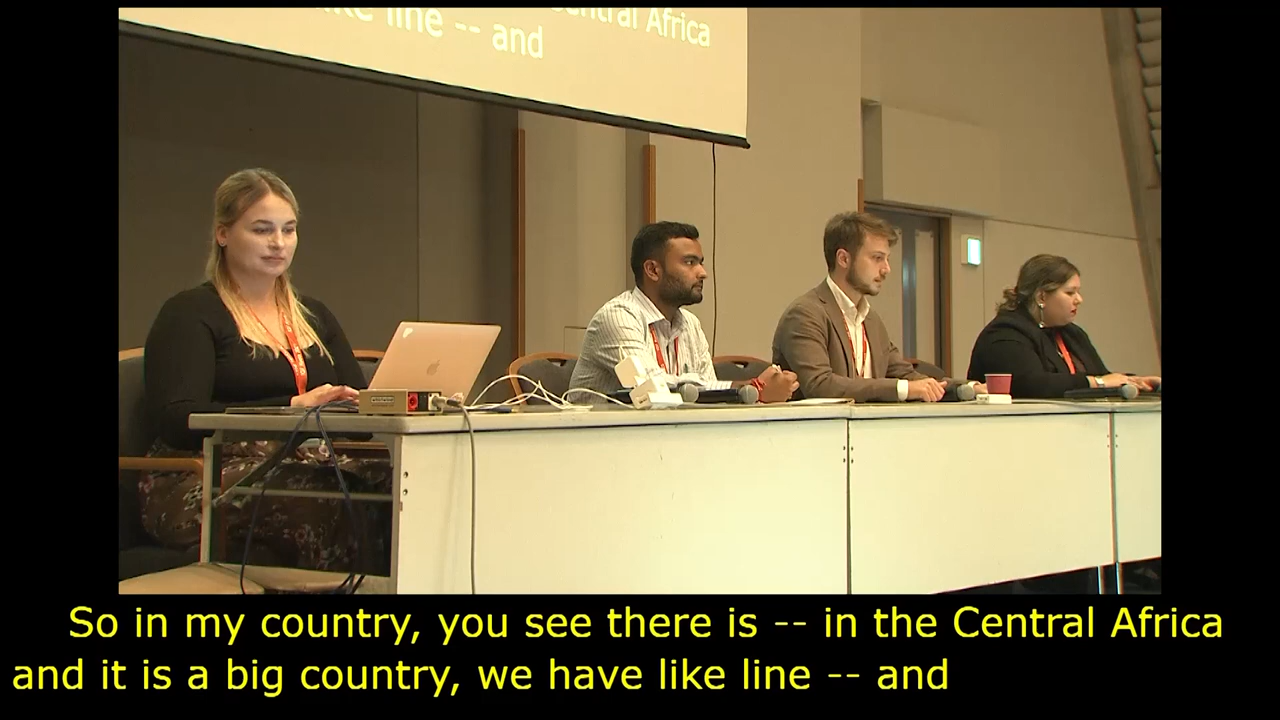 like line -- and
Central Africa
So in my country, you see there is -- in the Central Africa
and it is a big country, we have like line -- and